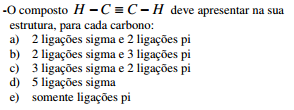 -O composto H – C ≡ C – H deve apresentar na sua
estrutura, para cada carbono:
a) 2 ligações sigma e 2 ligações pi
b) 2 ligações sigma e 3 ligações pi
c) 3 ligações sigma e 2 ligações pi
d) 5 ligações sigma
e) somente ligações pi